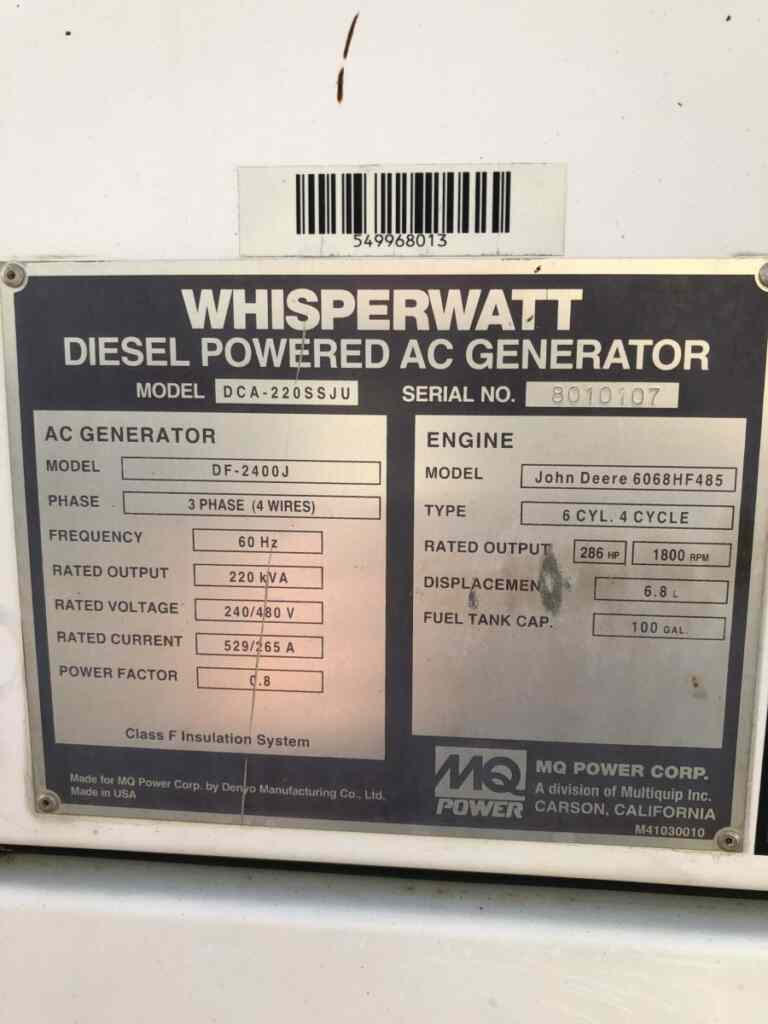 549968013
WHISPERWATT
DIESEL POWERED AC GENERATOR
MODEL DCA-220SSJU SERIAL NO. 8010107
AC GENERATOR
MODEL DF-2400J
PHASE 3 PHASE (4 WIRES)
FREQUENCY 60 Hz
RATED OUTPUT 220 kVA
RATED VOLTAGE 240/480 V
RATED CURRENT 529/265 A
POWER FACTOR 0.8
Class F Insulation System
ENGINE
MODEL John Deere 6068HF485
TYPE 6 CYL. 4 CYCLE
RATED OUTPUT 286 HP 1800 RPM
DISPLACEMENT 6.8 L
FUEL TANK CAP. 100 GAL.
Made for MQ Power Corp. by Denyo Manufacturing Co., Ltd.
Made in USA
MQ
POWER
MQ POWER CORP.
A division of Multiquip Inc.
CARSON, CALIFORNIA
M41030010